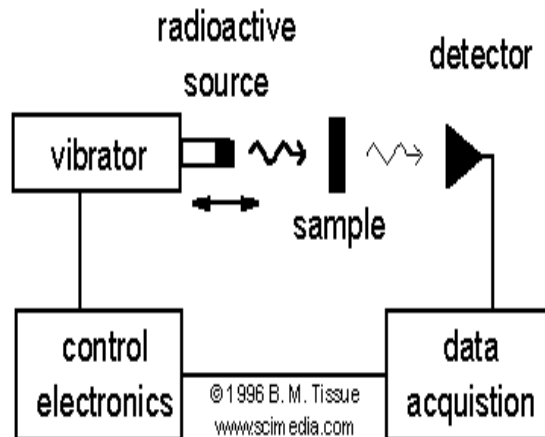 radioactive
source
detector
vibrator
sample
control
electronics
data
acquistion
© 1996 B. M. Tissue
www.scimedia.com